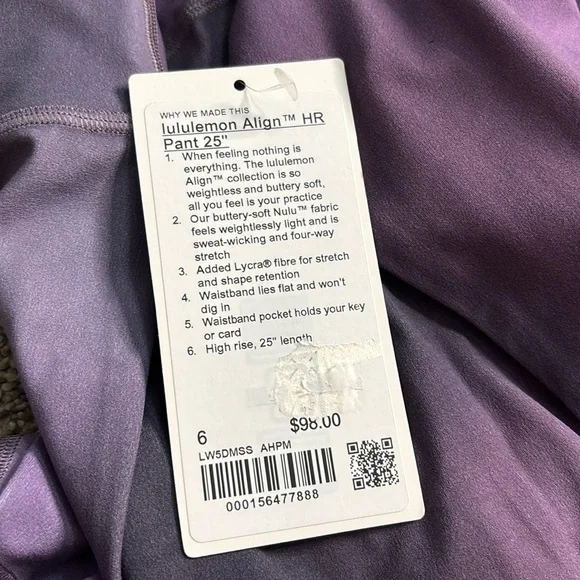 WHY WE MADE THIS
lululemon Align™ HR
Pant 25"
1. When feeling nothing is
everything. The lululemon
Align™ collection is so
weightless and buttery soft,
all you feel is your practice
2. Our buttery-soft Nulu™ fabric
feels weightlessly light and is
sweat-wicking and four-way
stretch
3. Added Lycra® fibre for stretch
and shape retention
4. Waistband lies flat and won't
dig in
5. Waistband pocket holds your key
or card
6. High rise, 25" length
6 $98.00
LW5DMSS AHPM
000156477888